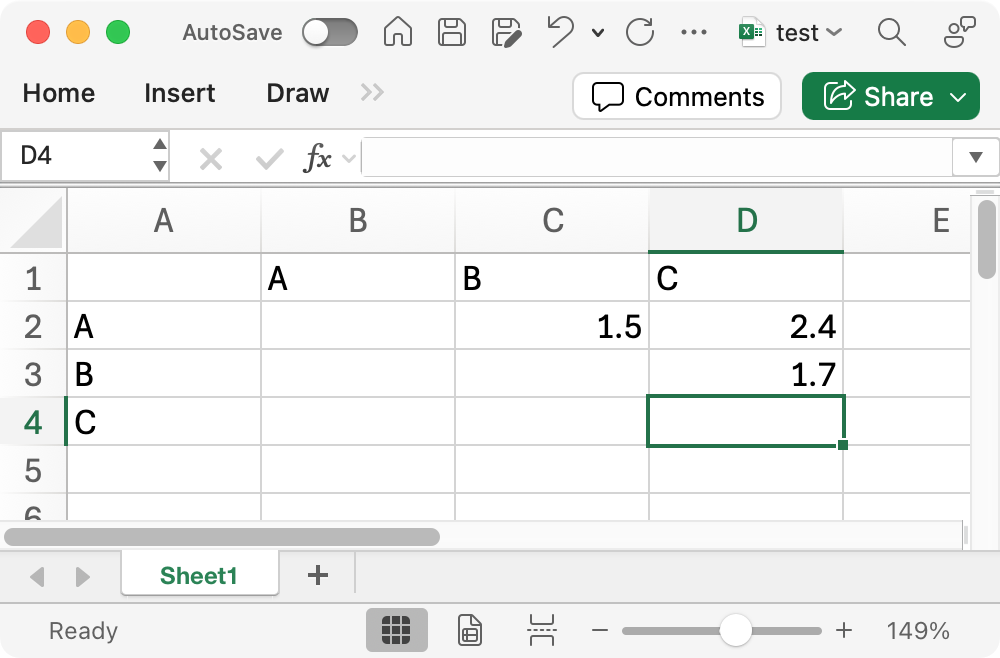 AutoSave test
Home Insert Draw Comments Share
D4 fx
A B C D E
1 A B C
2 A 1.5 2.4
3 B 1.7
4 C
5
6
Sheet1
Ready 149%